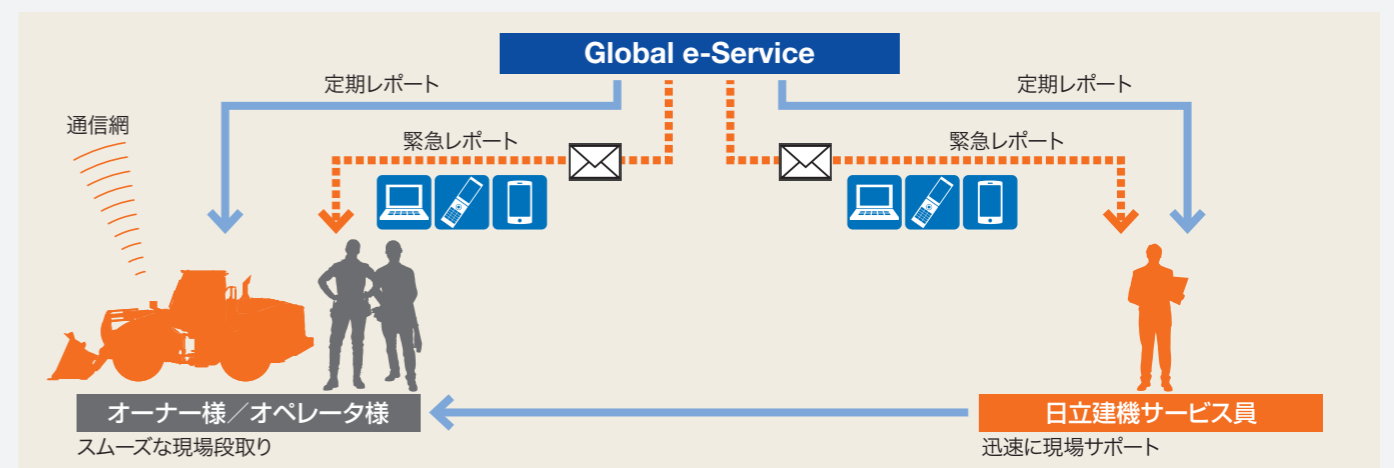 Global e-Service
定期レポート
定期レポート
通信網
緊急レポート
緊急レポート
オーナー様／オペレータ様
日立建機サービス員
スムーズな現場段取り
迅速に現場サポート